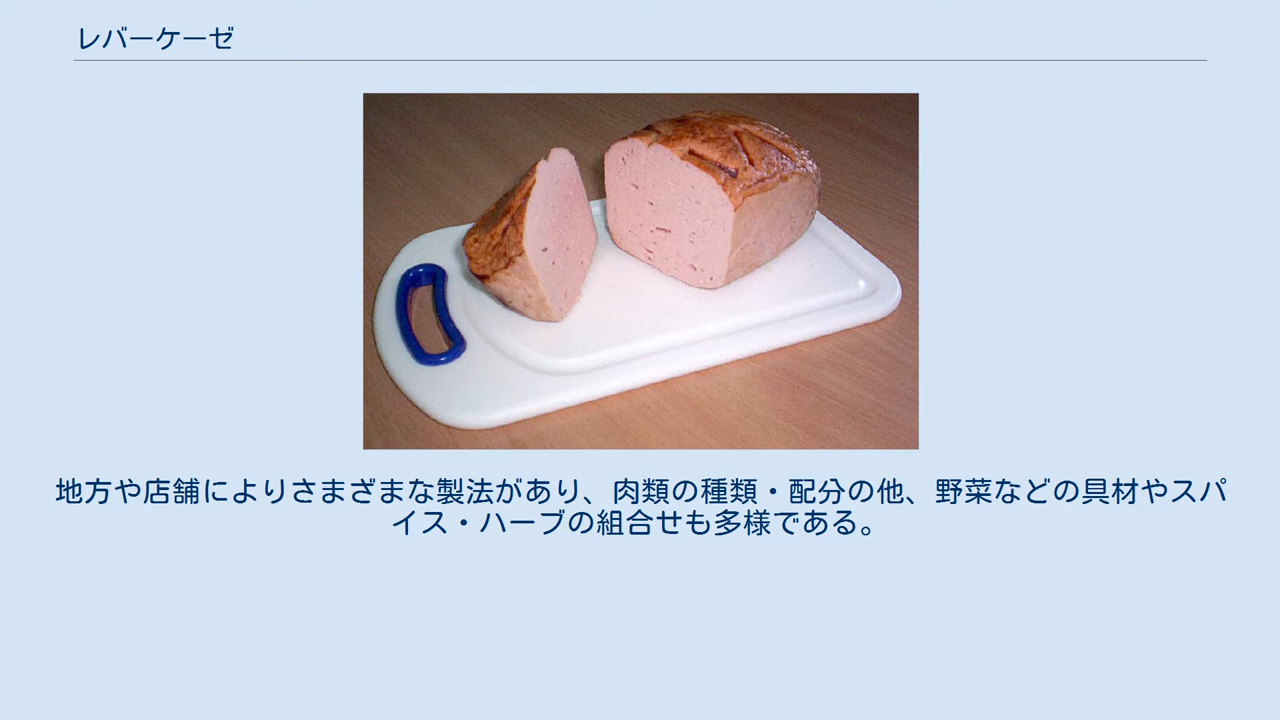 レバーケーゼ
地方や店舗によりさまざまな製法があり、肉類の種類・配分の他、野菜などの具材やスパ
イス・ハーブの組合せも多様である。